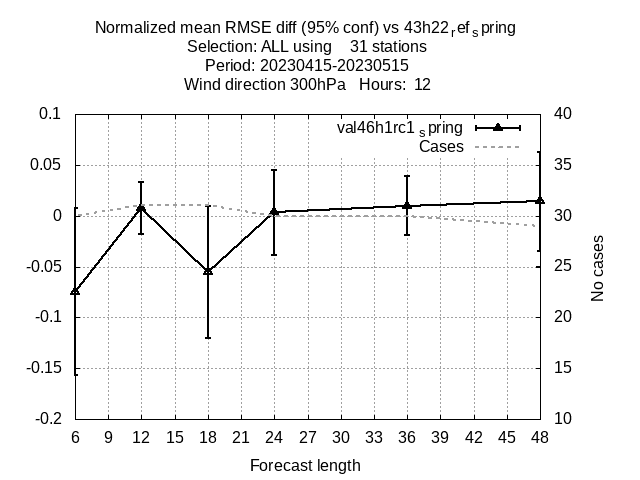 Normalized mean RMSE diff (95% conf) vs 43h22refspring
Selection: ALL using 31 stations
Period: 20230415-20230515
Wind direction 300hPa Hours: 12
0.1 40
val46h1rc1spring
Cases
0.05 35
0 30
-0.05 25
-0.1 20
-0.15 15
-0.2 10
No cases
6 9 12 15 18 21 24 27 30 33 36 39 42 45 48
Forecast length